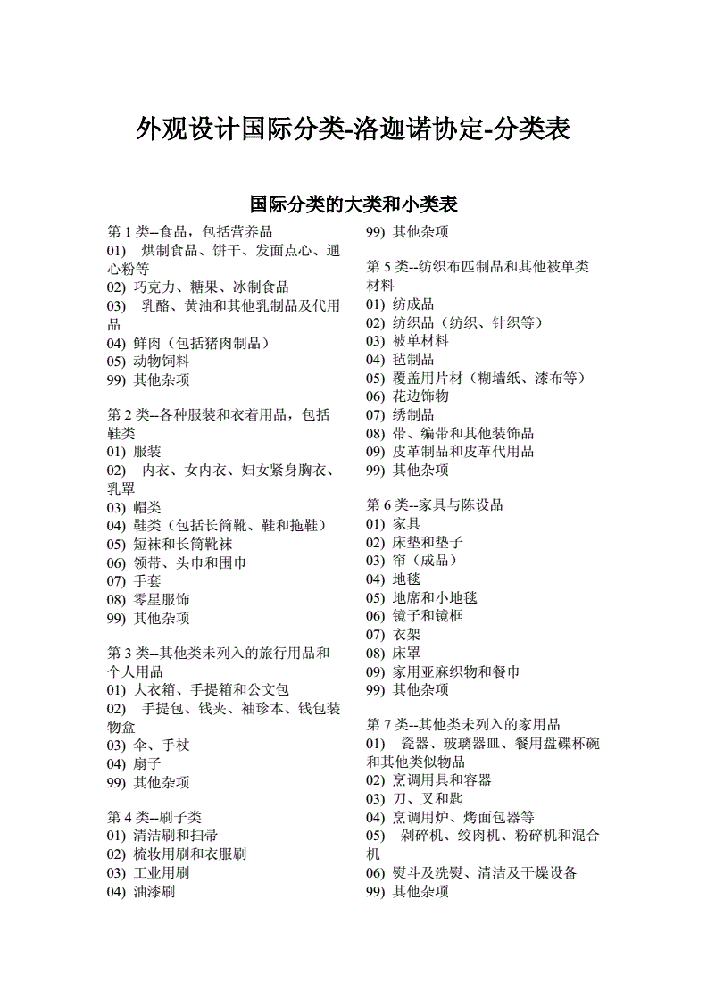 外观设计国际分类-洛迦诺协定-分类表
国际分类的大类和小类表
第 1 类--食品，包括营养品
01) 烘制食品、饼干、发面点心、通
心粉等
02) 巧克力、糖果、冰制食品
03) 乳酪、黄油和其他乳制品及代用
品
04) 鲜肉（包括猪肉制品）
05) 动物饲料
99) 其他杂项
第 2 类--各种服装和衣着用品，包括
鞋类
01) 服装
02) 内衣、女内衣、妇女紧身胸衣、
乳罩
03) 帽类
04) 鞋类（包括长筒靴、鞋和拖鞋）
05) 短袜和长筒靴袜
06) 领带、头巾和围巾
07) 手套
08) 零星服饰
99) 其他杂项
第 3 类--其他类未列入的旅行用品和
个人用品
01) 大衣箱、手提箱和公文包
02) 手提包、钱夹、袖珍本、钱包装
物盒
03) 伞、手杖
04) 扇子
99) 其他杂项
第 4 类--刷子类
01) 清洁刷和扫帚
02) 梳妆用刷和衣服刷
03) 工业用刷
04) 油漆刷
99) 其他杂项
第 5 类--纺织布匹制品和其他被单类
材料
01) 纺成品
02) 纺织品（纺织、针织等）
03) 被单材料
04) 毡制品
05) 覆盖用片材（糊墙纸、漆布等）
06) 花边饰物
07) 绣制品
08) 带、编带和其他装饰品
09) 皮革制品和皮革代用品
99) 其他杂项
第 6 类--家具与陈设品
01) 家具
02) 床垫和垫子
03) 帘（成品）
04) 地毯
05) 地席和小地毯
06) 镜子和镜框
07) 衣架
08) 床罩
09) 家用亚麻织物和餐巾
99) 其他杂项
第 7 类--其他类未列入的家用品
01) 瓷器、玻璃器皿、餐用盘碟杯碗
和其他类似物品
02) 烹调用具和容器
03) 刀、叉和匙
04) 烹调用炉、烤面包器等
05) 剁碎机、绞肉机、粉碎机和混合
机
06) 熨斗及洗熨、清洁及干燥设备
99) 其他杂项